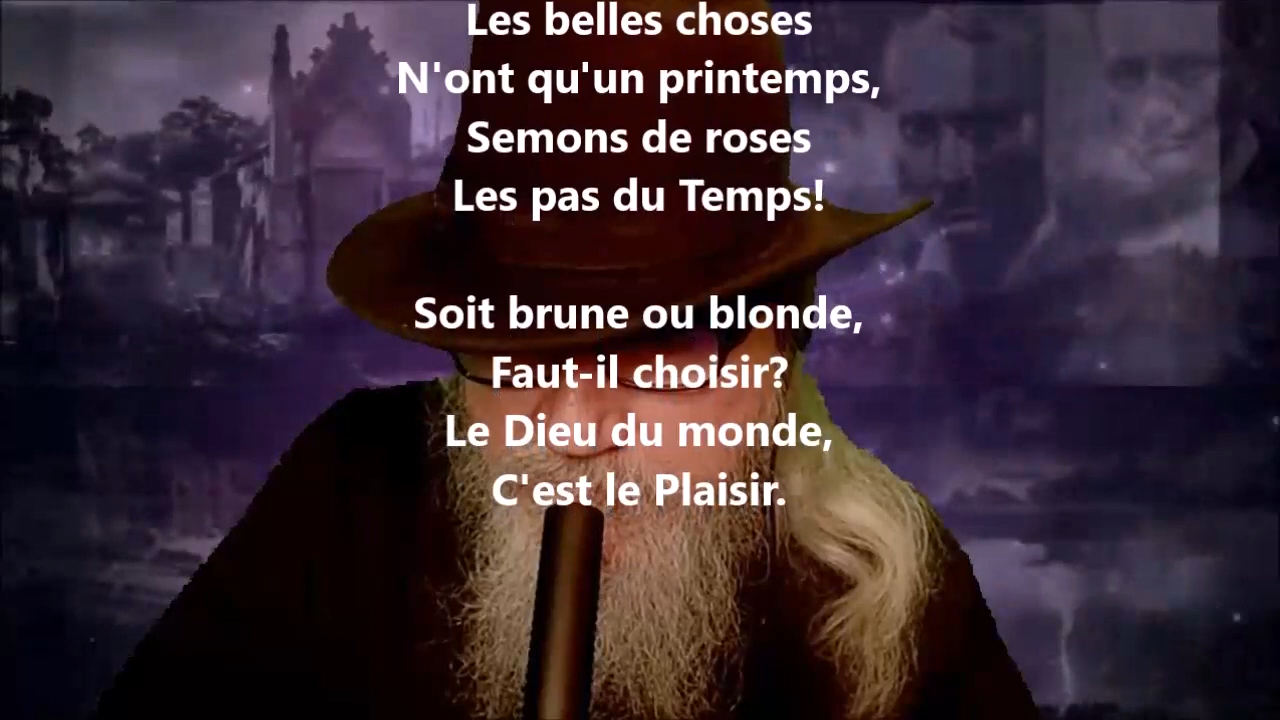 Les belles choses
N'ont qu'un printemps,
Semons de roses
Les pas du Temps!
Soit brune ou blonde,
Faut-il choisir?
Le Dieu du monde,
C'est le Plaisir.